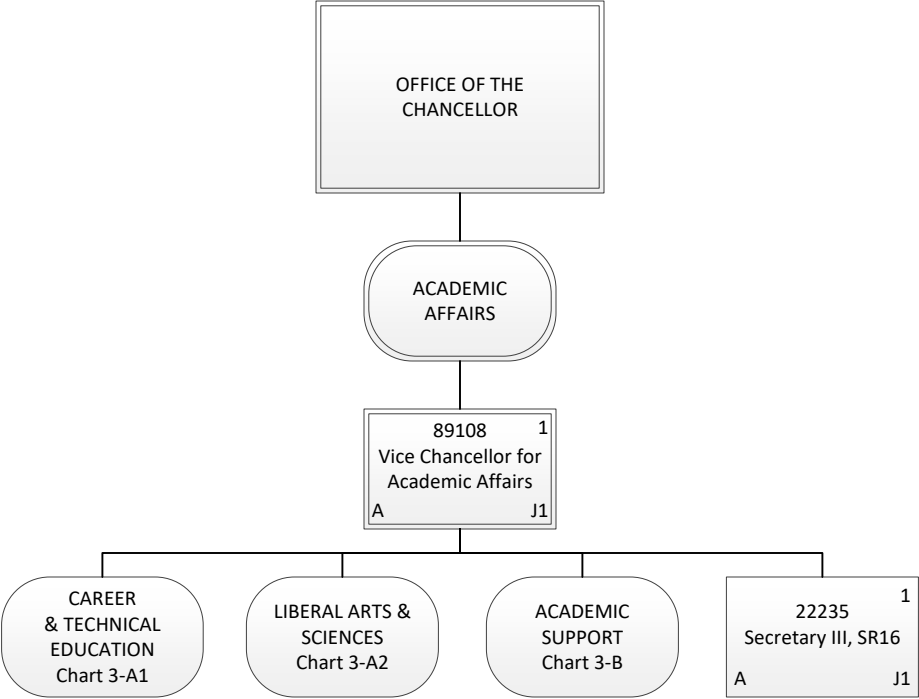 OFFICE OF THE
CHANCELLOR
ACADEMIC
AFFAIRS
89108 1
Vice Chancellor for
Academic Affairs
A J1
CAREER
& TECHNICAL
EDUCATION
Chart 3-A1
LIBERAL ARTS &
SCIENCES
Chart 3-A2
ACADEMIC
SUPPORT
Chart 3-B
1
22235
Secretary III, SR16
A J1